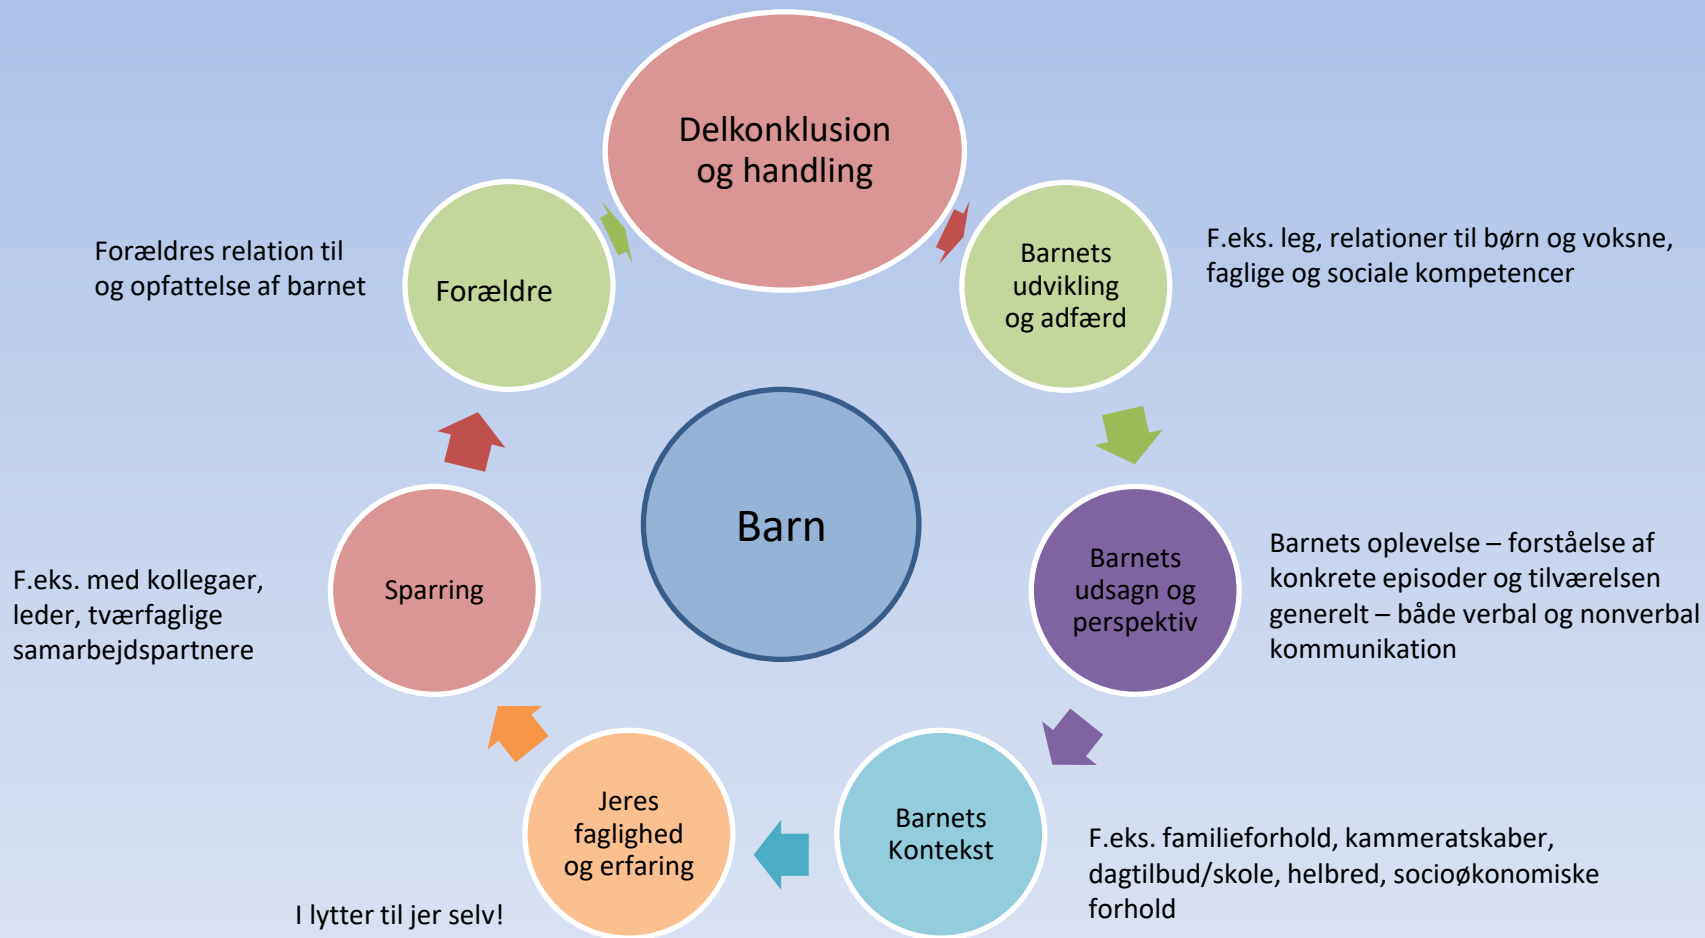 Delkonklusion
og handling
Barnets
udvikling
og adfærd
F.eks. leg, relationer til børn og voksne,
faglige og sociale kompetencer
Barnets
udsagn og
perspektiv
Barnets oplevelse – forståelse af
konkrete episoder og tilværelsen
generelt – både verbal og nonverbal
kommunikation
Barnets
Kontekst
F.eks. familieforhold, kammeratskaber,
dagtilbud/skole, helbred, socioøkonomiske
forhold
Jeres
faglighed
og erfaring
I lytter til jer selv!
Sparring
F.eks. med kollegaer,
leder, tværfaglige
samarbejdspartnere
Forældre
Forældres relation til
og opfattelse af barnet
Barn